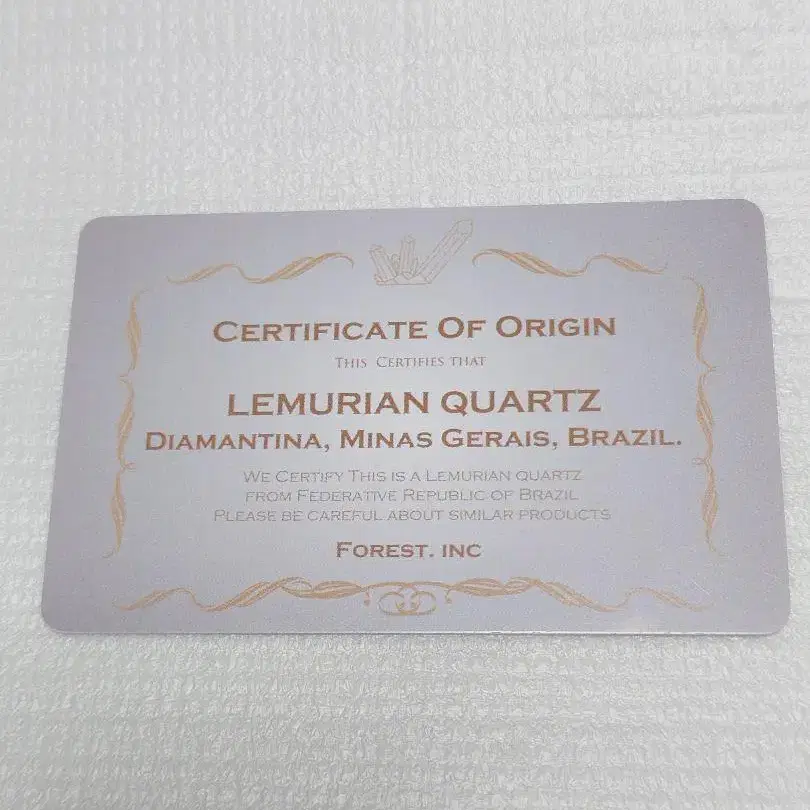 CERTIFICATE OF ORIGIN
THIS CERTIFIES THAT
LEMURIAN QUARTZ
DIAMANTINA, MINAS GERAIS, BRAZIL.
WE CERTIFY THIS IS A LEMURIAN QUARTZ
FROM FEDERATIVE REPUBLIC OF BRAZIL
PLEASE BE CAREFUL ABOUT SIMILAR PRODUCTS
FOREST. INC